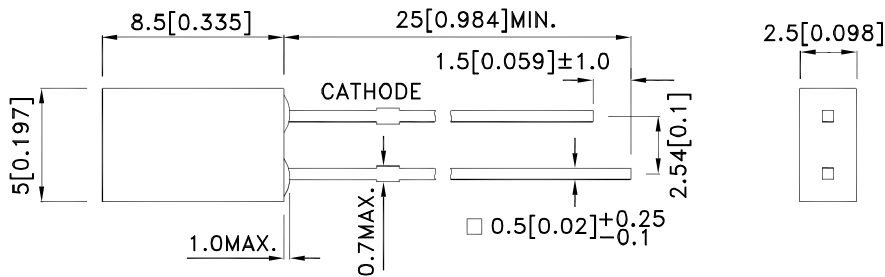 8.5[0.335]
25[0.984]MIN.
2.5[0.098]
1.5[0.059]±1.0
CATHODE
5[0.197]
2.54[0.1]
0.7MAX.
□ 0.5[0.02]+0.25
−0.1
1.0MAX.